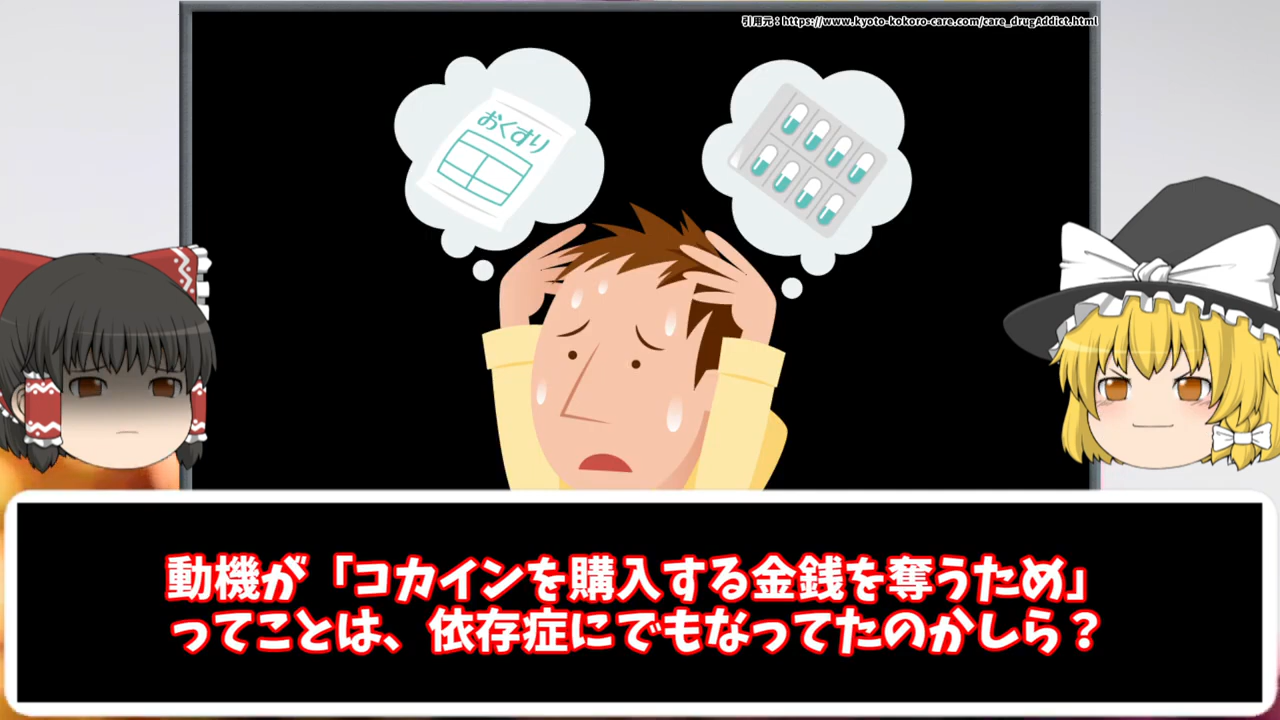 引用元：https://www.kyoto-kokoro-care.com/care_drugAddict.html
おくすり
動機が「コカインを購入する金銭を奪うため」
ってことは、依存症にでもなってたのかしら？